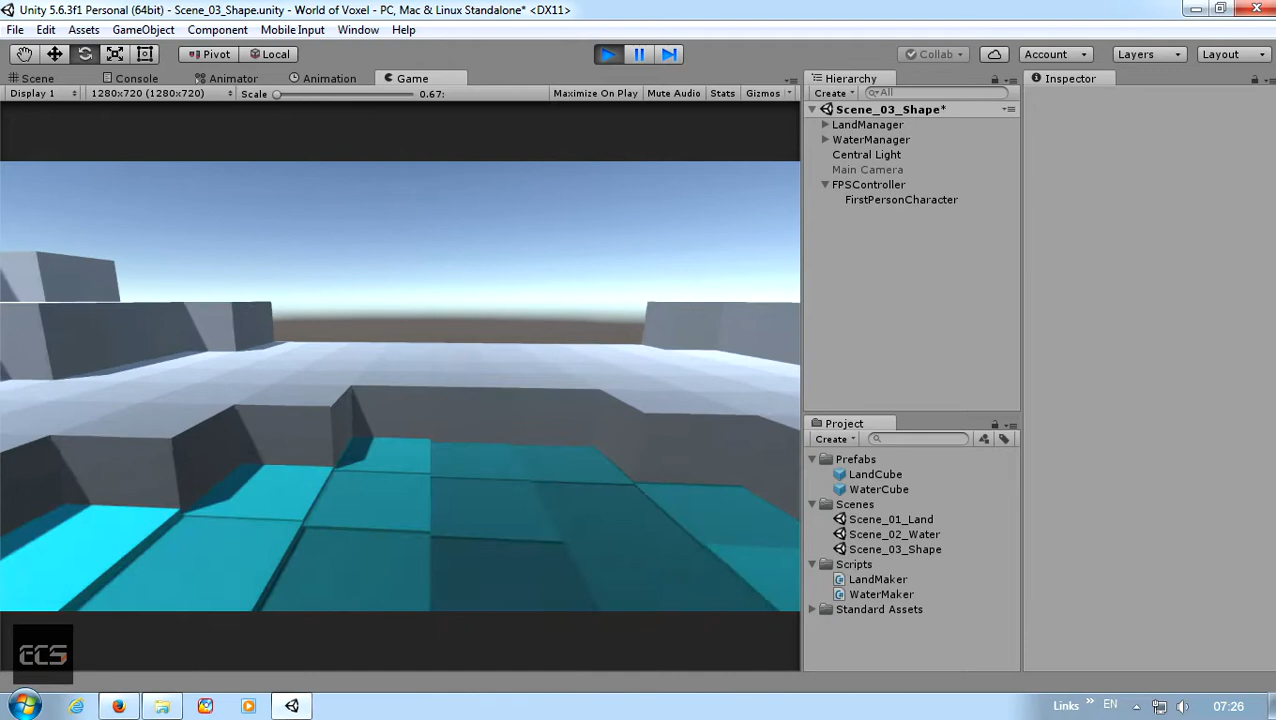 Unity 5.6.3f1 Personal (64bit) - Scene_03_Shape.unity - World of Voxel - PC, Mac & Linux Standalone* <DX11>
File Edit Assets GameObject Component Mobile Input Window Help
Pivot Local Collab Account Layers Layout
Scene Console Animator Animation Game Hierarchy Inspector
Display 1 1280x720 (1280x720) Scale 0.67: Maximize On Play Mute Audio Stats Gizmos Create All
Scene_03_Shape*
LandManager
WaterManager
Central Light
Main Camera
FPSController
FirstPersonCharacter
Project
Create
Prefabs
LandCube
WaterCube
Scenes
Scene_01_Land
Scene_02_Water
Scene_03_Shape
Scripts
LandMaker
WaterMaker
Standard Assets
ECS
Links » EN 07:26